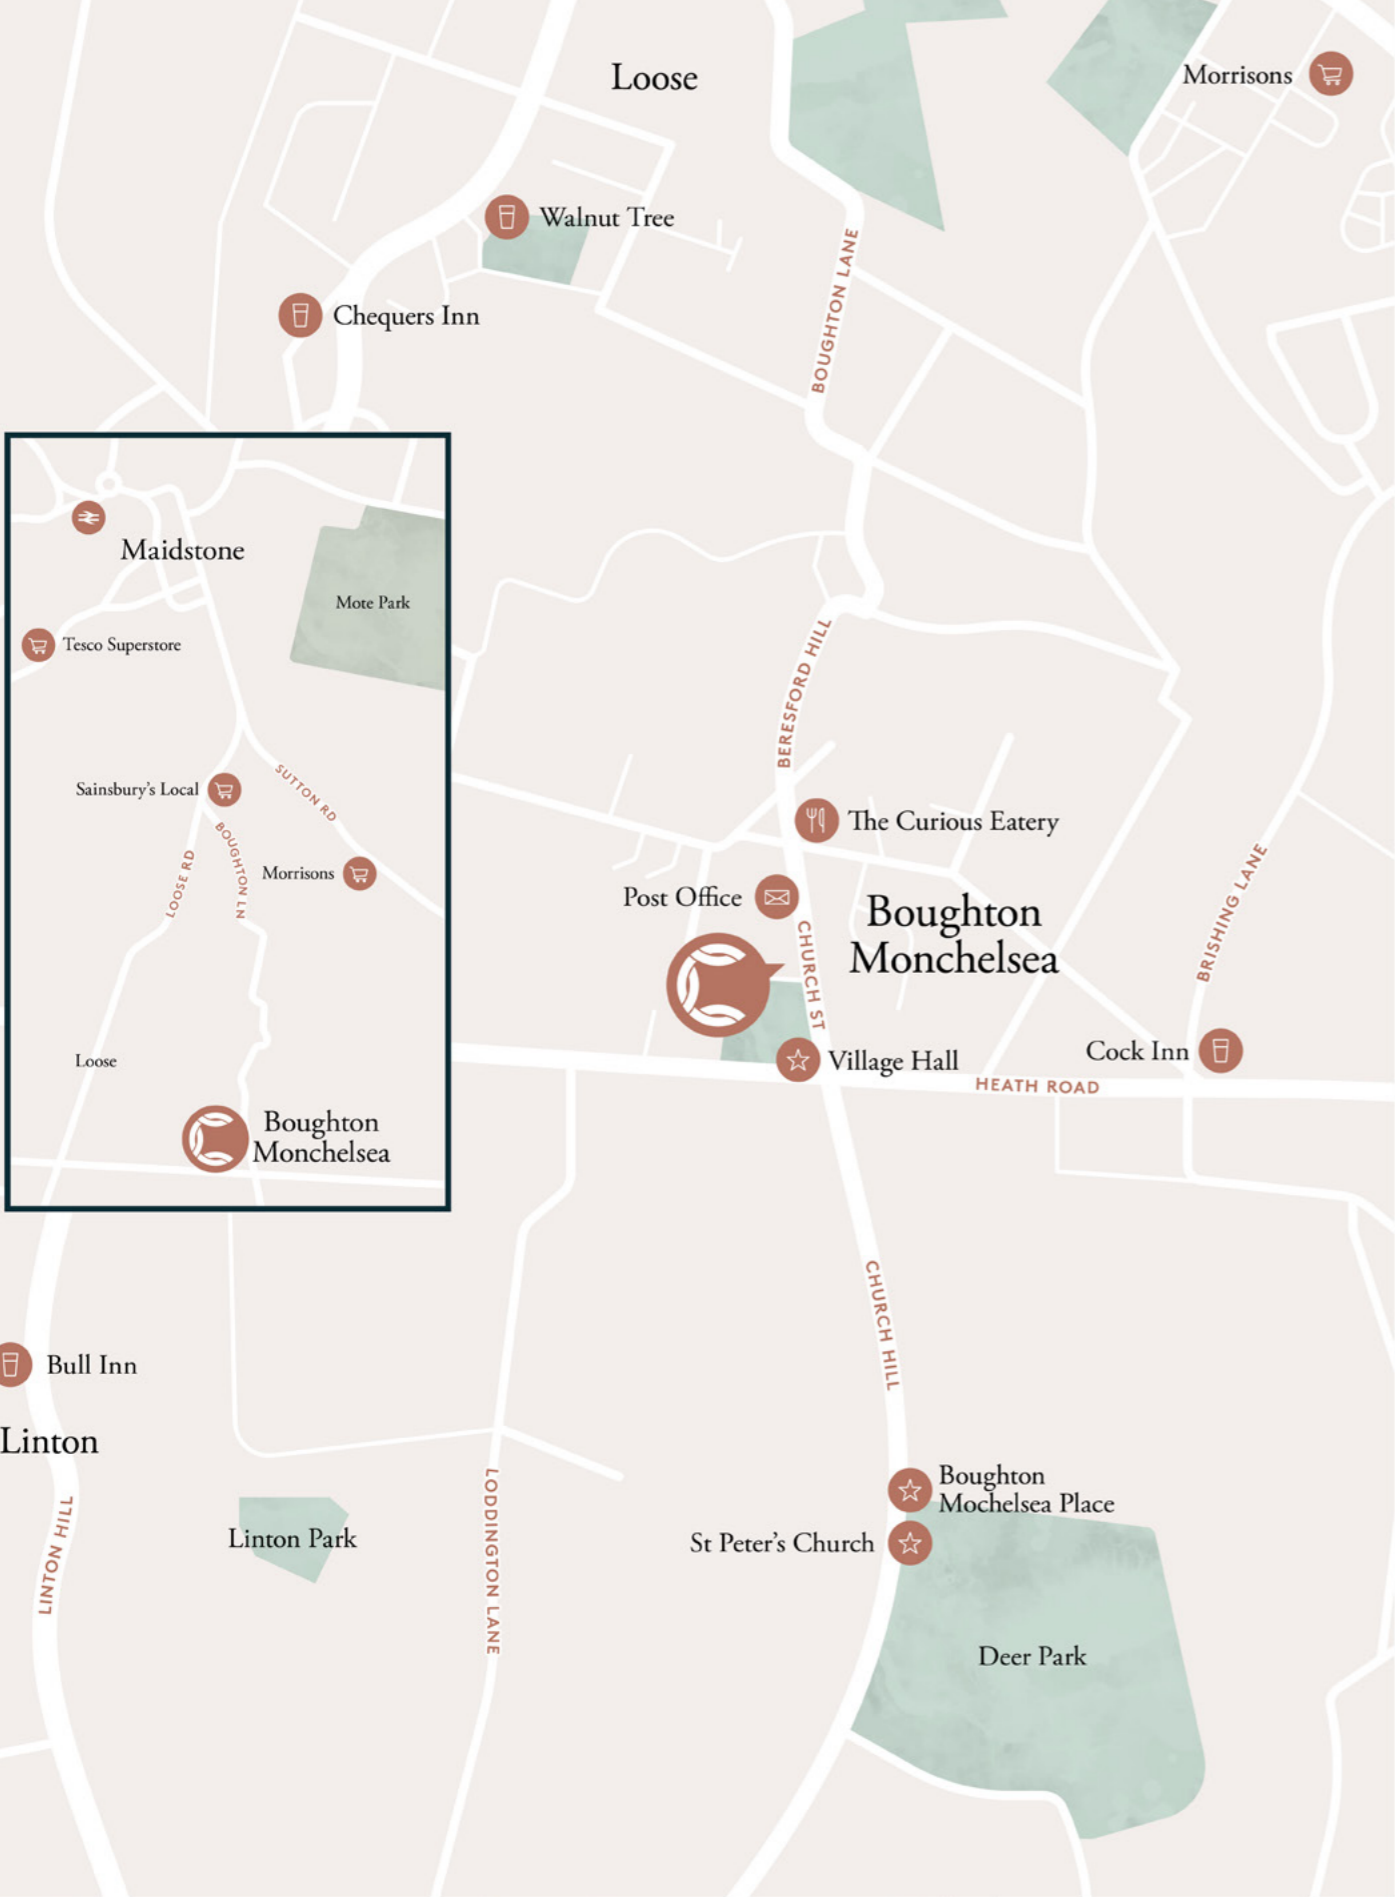 Loose
Morrisons
Walnut Tree
BOUGHTON LANE
Chequers Inn
Maidstone
Mote Park
Tesco Superstore
Sainsbury's Local
SUTTON RD
BOUGHTON LN
LOOSE RD
Morrisons
Loose
Boughton
Monchelsea
BERESFORD HILL
The Curious Eatery
Post Office
Boughton
Monchelsea
CHURCH ST
BRISHING LANE
Village Hall
Cock Inn
HEATH ROAD
CHURCH HILL
Bull Inn
Linton
LINTON HILL
Linton Park
LODDINGTON LANE
Boughton
Mochelsea Place
St Peter's Church
Deer Park